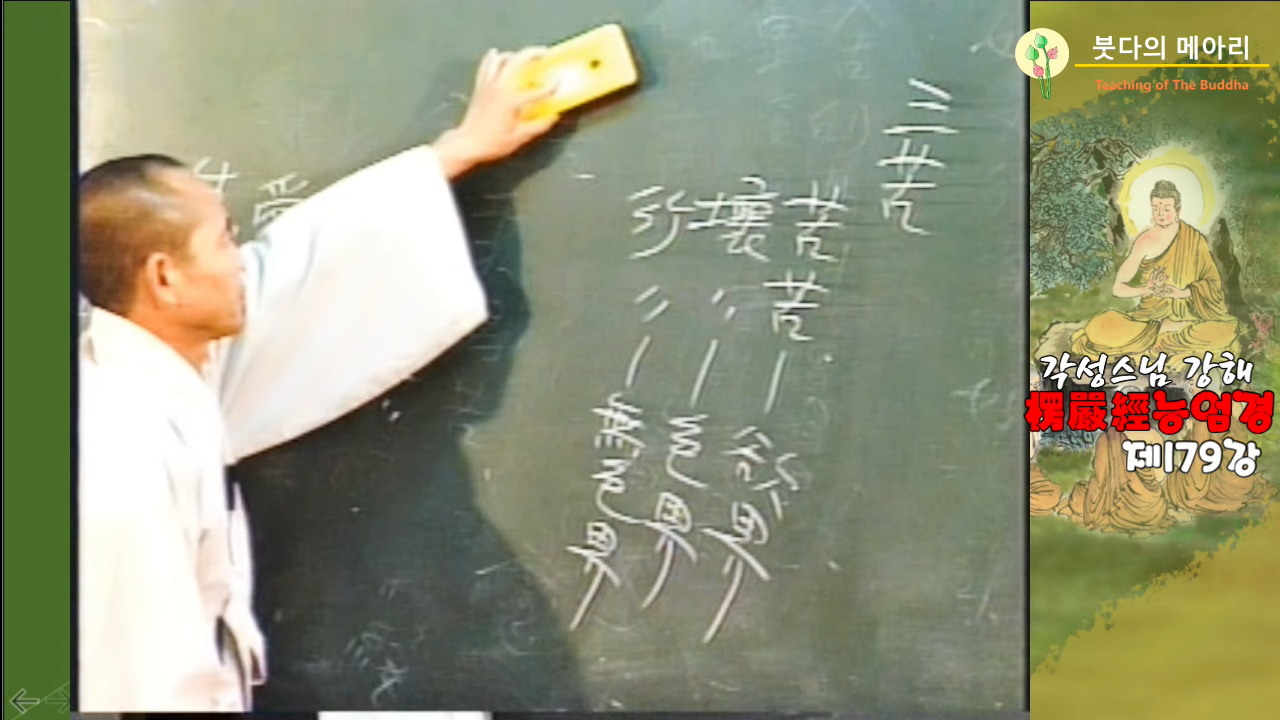 三苦
苦苦 — 欲界
壞〃 — 色界
行〃 — 無色界
受
붓다의 메아리
Teaching of The Buddha
각성스님 강해
楞嚴經능엄경
제179강